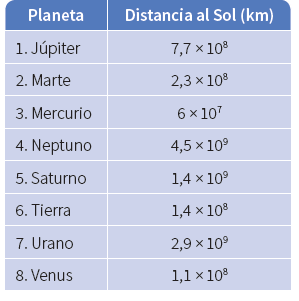 Planeta Distancia al Sol (km)
1. Júpiter 7,7 × 10⁸
2. Marte 2,3 × 10⁸
3. Mercurio 6 × 10⁷
4. Neptuno 4,5 × 10⁹
5. Saturno 1,4 × 10⁹
6. Tierra 1,4 × 10⁸
7. Urano 2,9 × 10⁹
8. Venus 1,1 × 10⁸